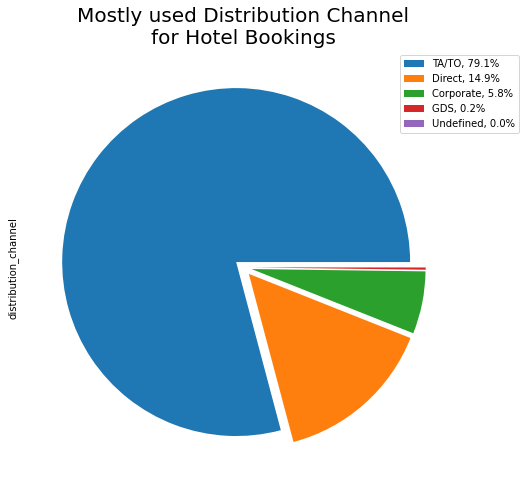 Mostly used Distribution Channel
for Hotel Bookings
TA/TO, 79.1%
Direct, 14.9%
Corporate, 5.8%
GDS, 0.2%
Undefined, 0.0%
distribution_channel